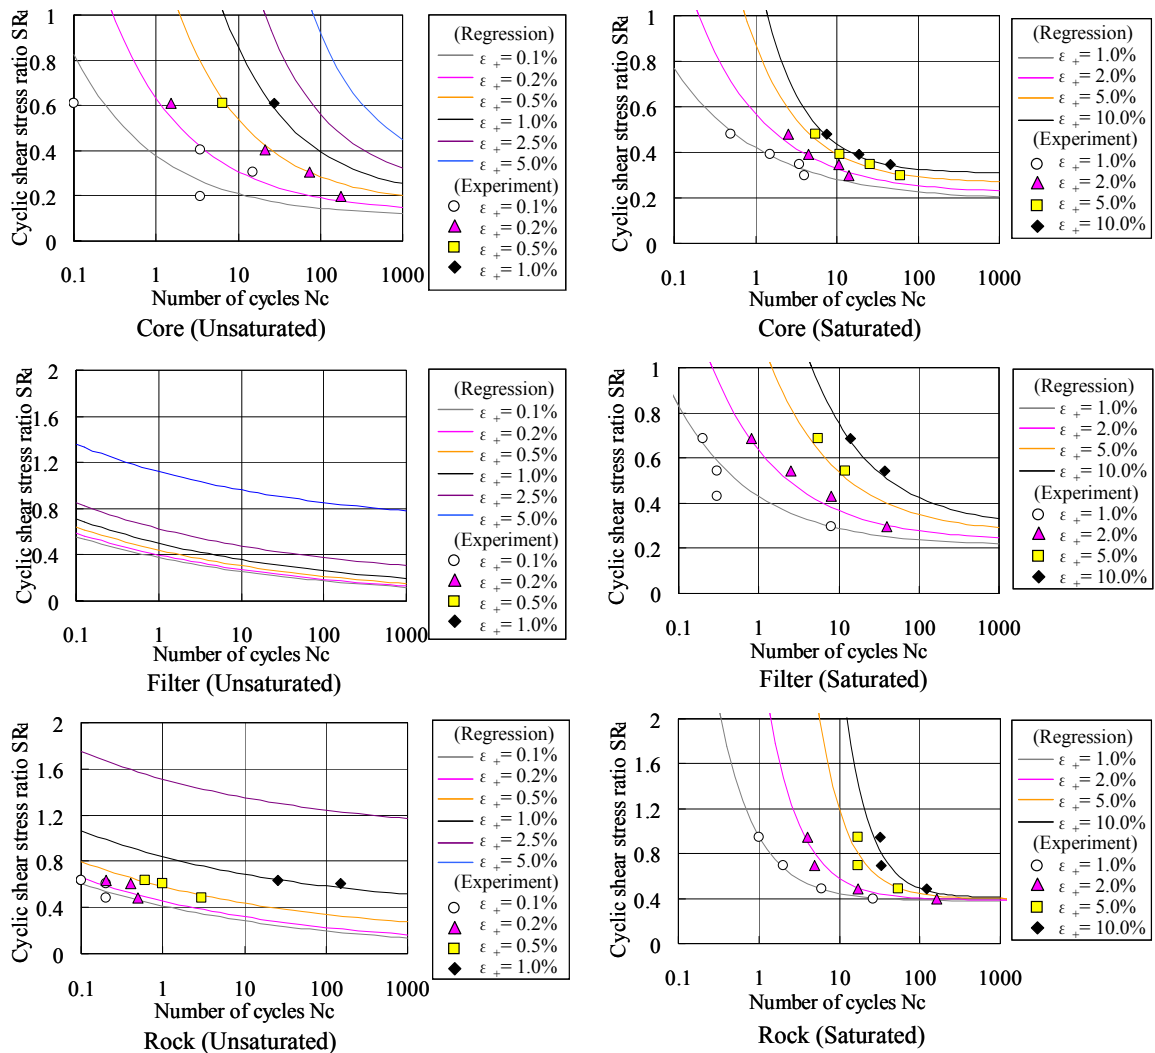 Cyclic shear stress ratio SRd
1
0.8
0.6
0.4
0.2
0
0.1
1
10
100
1000
Number of cycles Nc
Core (Unsaturated)
(Regression)
ε + = 0.1%
ε + = 0.2%
ε + = 0.5%
ε + = 1.0%
ε + = 2.5%
ε + = 5.0%
(Experiment)
ε + = 0.1%
ε + = 0.2%
ε + = 0.5%
ε + = 1.0%
Cyclic shear stress ratio SRd
1
0.8
0.6
0.4
0.2
0
0.1
1
10
100
1000
Number of cycles Nc
Core (Saturated)
(Regression)
ε + = 1.0%
ε + = 2.0%
ε + = 5.0%
ε + = 10.0%
(Experiment)
ε + = 1.0%
ε + = 2.0%
ε + = 5.0%
ε + = 10.0%
Cyclic shear stress ratio SRd
2
1.6
1.2
0.8
0.4
0
0.1
1
10
100
1000
Number of cycles Nc
Filter (Unsaturated)
(Regression)
ε + = 0.1%
ε + = 0.2%
ε + = 0.5%
ε + = 1.0%
ε + = 2.5%
ε + = 5.0%
(Experiment)
ε + = 0.1%
ε + = 0.2%
ε + = 0.5%
ε + = 1.0%
Cyclic shear stress ratio SRd
1
0.8
0.6
0.4
0.2
0
0.1
1
10
100
1000
Number of cycles Nc
Filter (Saturated)
(Regression)
ε + = 1.0%
ε + = 2.0%
ε + = 5.0%
ε + = 10.0%
(Experiment)
ε + = 1.0%
ε + = 2.0%
ε + = 5.0%
ε + = 10.0%
Cyclic shear stress ratio SRd
2
1.6
1.2
0.8
0.4
0
0.1
1
10
100
1000
Number of cycles Nc
Rock (Unsaturated)
(Regression)
ε + = 0.1%
ε + = 0.2%
ε + = 0.5%
ε + = 1.0%
ε + = 2.5%
ε + = 5.0%
(Experiment)
ε + = 0.1%
ε + = 0.2%
ε + = 0.5%
ε + = 1.0%
Cyclic shear stress ratio SRd
2
1.6
1.2
0.8
0.4
0
0.1
1
10
100
1000
Number of cycles Nc
Rock (Saturated)
(Regression)
ε + = 1.0%
ε + = 2.0%
ε + = 5.0%
ε + = 10.0%
(Experiment)
ε + = 1.0%
ε + = 2.0%
ε + = 5.0%
ε + = 10.0%